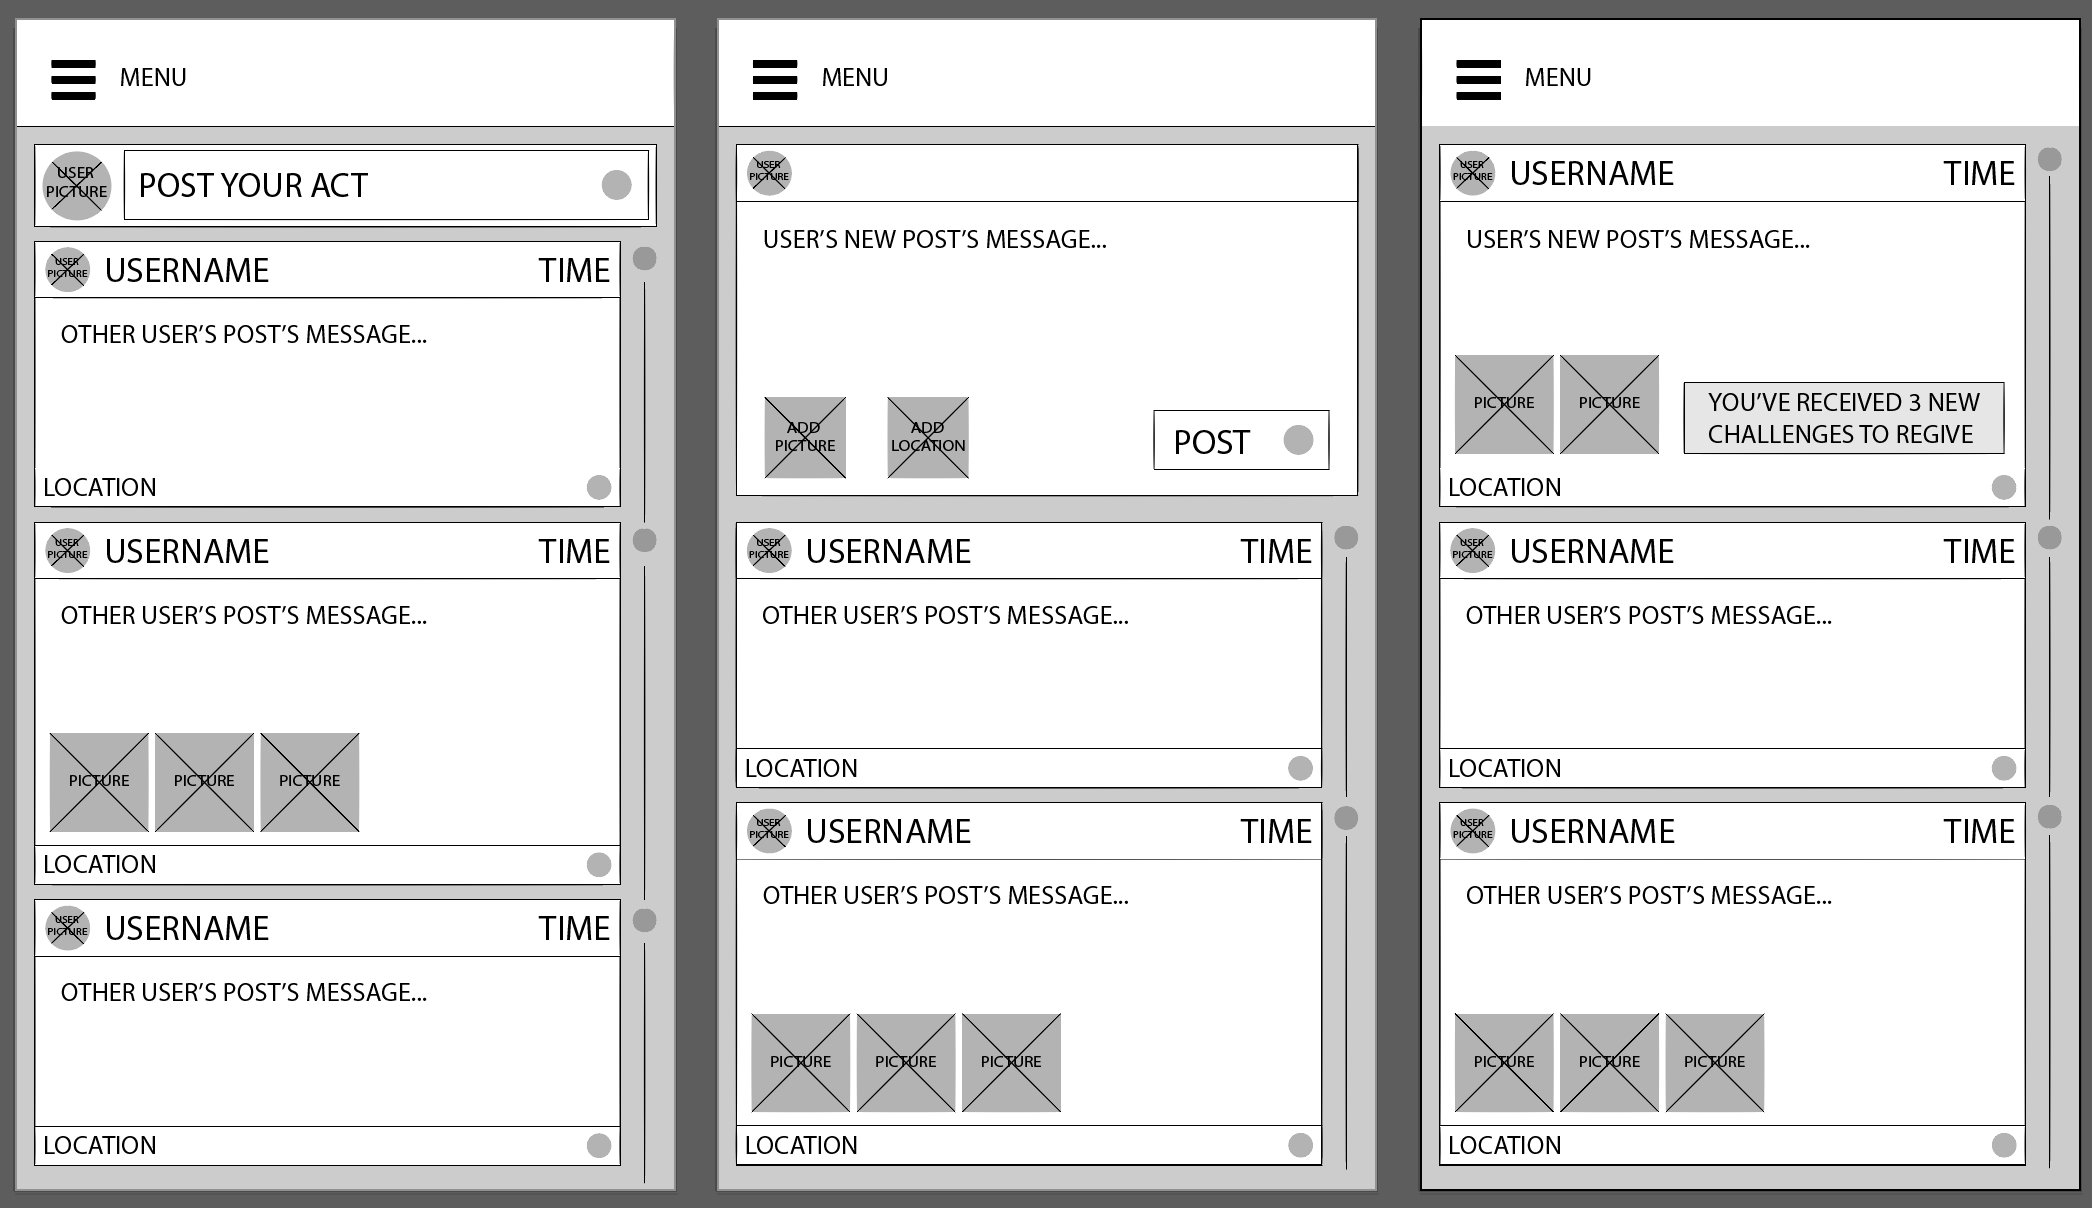 MENU
USER
PICTURE
POST YOUR ACT
USER
PICTURE
USERNAME
TIME
OTHER USER’S POST’S MESSAGE...
LOCATION
USER
PICTURE
USERNAME
TIME
OTHER USER’S POST’S MESSAGE...
PICTURE
PICTURE
PICTURE
LOCATION
USER
PICTURE
USERNAME
TIME
OTHER USER’S POST’S MESSAGE...
LOCATION
MENU
USER
PICTURE
USER’S NEW POST’S MESSAGE...
ADD
PICTURE
ADD
LOCATION
POST
USER
PICTURE
USERNAME
TIME
OTHER USER’S POST’S MESSAGE...
LOCATION
USER
PICTURE
USERNAME
TIME
OTHER USER’S POST’S MESSAGE...
PICTURE
PICTURE
PICTURE
LOCATION
MENU
USER
PICTURE
USERNAME
TIME
USER’S NEW POST’S MESSAGE...
PICTURE
PICTURE
YOU’VE RECEIVED 3 NEW
CHALLENGES TO REGIVE
LOCATION
USER
PICTURE
USERNAME
TIME
OTHER USER’S POST’S MESSAGE...
LOCATION
USER
PICTURE
USERNAME
TIME
OTHER USER’S POST’S MESSAGE...
PICTURE
PICTURE
PICTURE
LOCATION